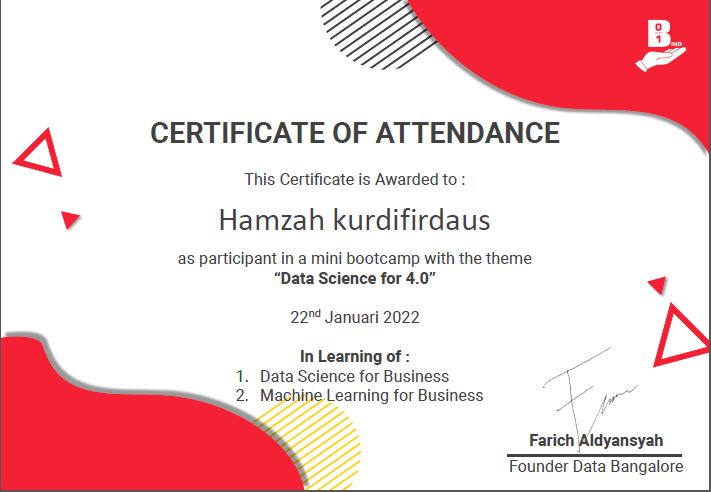 B
0
1
IND
CERTIFICATE OF ATTENDANCE
This Certificate is Awarded to :
Hamzah kurdifirdaus
as participant in a mini bootcamp with the theme
“Data Science for 4.0”
22nd Januari 2022
In Learning of :
1. Data Science for Business
2. Machine Learning for Business
Farich Aldyansyah
Founder Data Bangalore